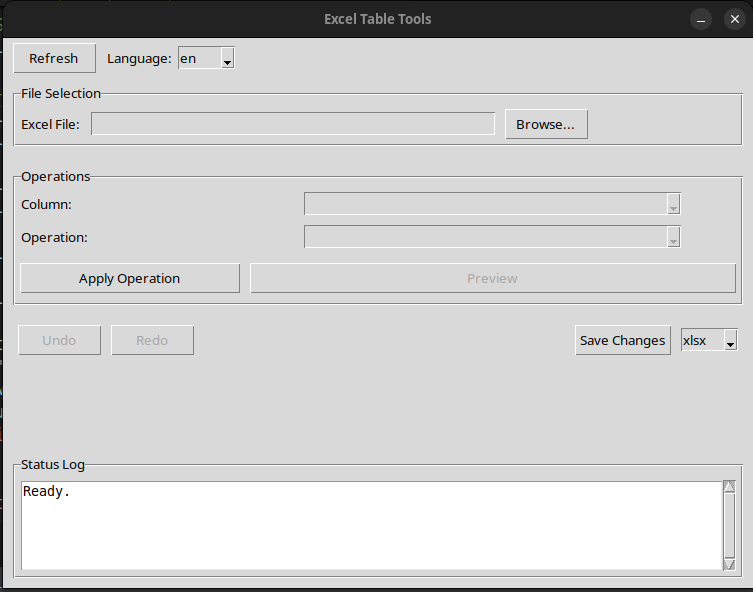 Excel Table Tools
Refresh Language: en
File Selection
Excel File: Browse...
Operations
Column:
Operation:
Apply Operation Preview
Undo Redo Save Changes xlsx
Status Log
Ready.